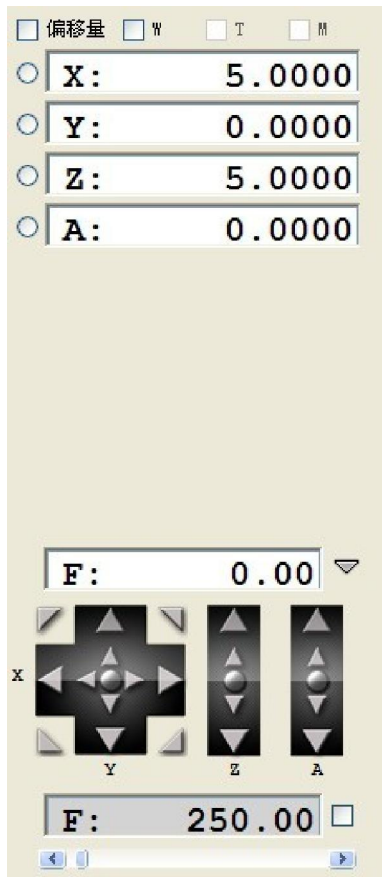 偏移量 W T M
X: 5.0000
Y: 0.0000
Z: 5.0000
A: 0.0000
F: 0.00
X
Y Z A
F: 250.00